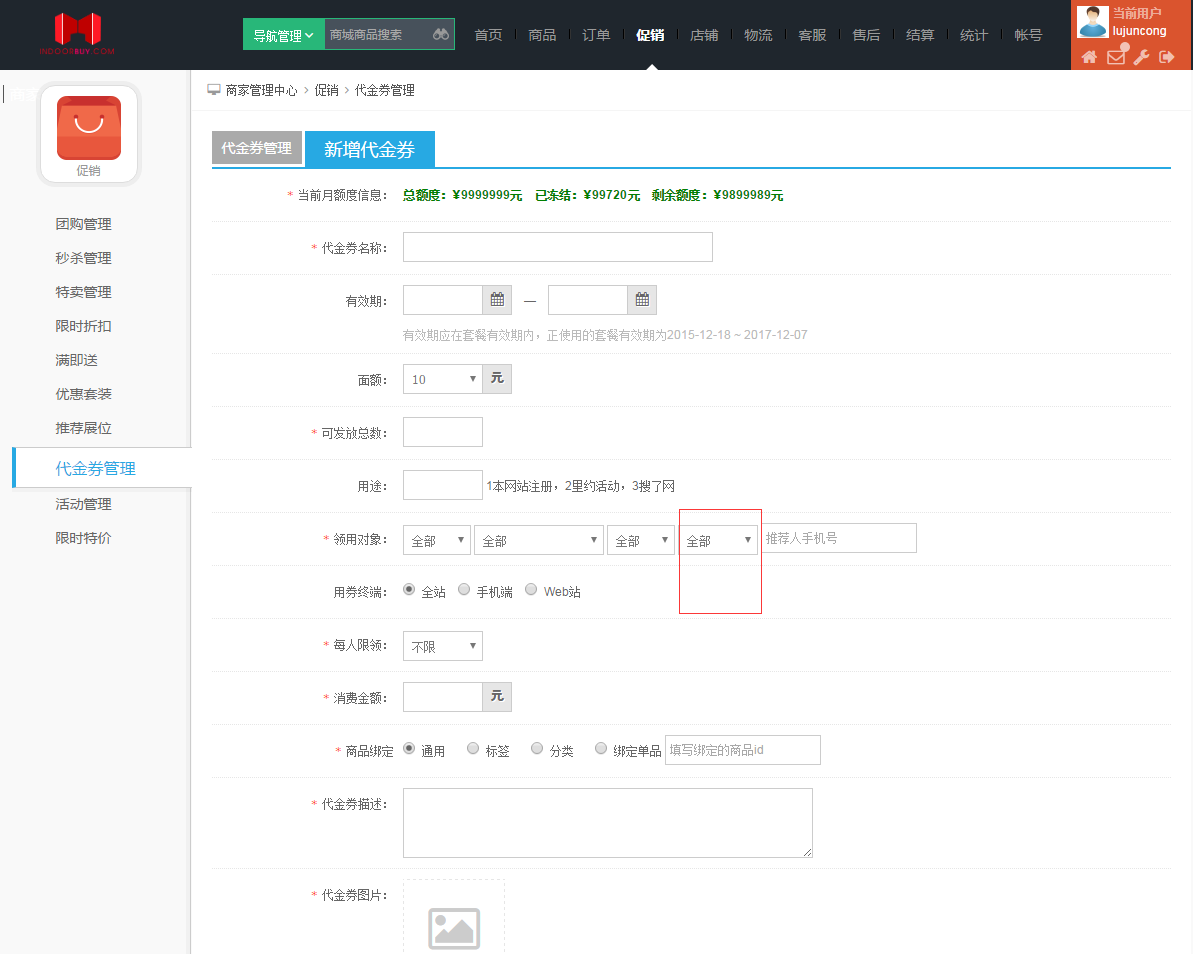 INDOORBUY.COM
导航管理 商城商品搜索 首页 商品 订单 促销 店铺 物流 客服 售后 结算 统计 帐号
当前用户
lujuncong
促销
团购管理
秒杀管理
特卖管理
限时折扣
满即送
优惠套装
推荐展位
代金券管理
活动管理
限时特价
商家管理中心 › 促销 › 代金券管理
代金券管理 新增代金券
* 当前月额度信息： 总额度：¥9999999元 已冻结：¥99720元 剩余额度：¥9899989元
* 代金券名称：
有效期： —
有效期应在套餐有效期内，正使用的套餐有效期为2015-12-18 ~ 2017-12-07
面额： 10 元
* 可发放总数：
用途： 1本网站注册，2里约活动，3搜了网
* 领用对象： 全部 全部 全部 全部 推荐人手机号
用券终端： 全站 手机端 Web站
* 每人限领： 不限
* 消费金额： 元
* 商品绑定 通用 标签 分类 绑定单品 填写绑定的商品id
* 代金券描述：
* 代金券图片：